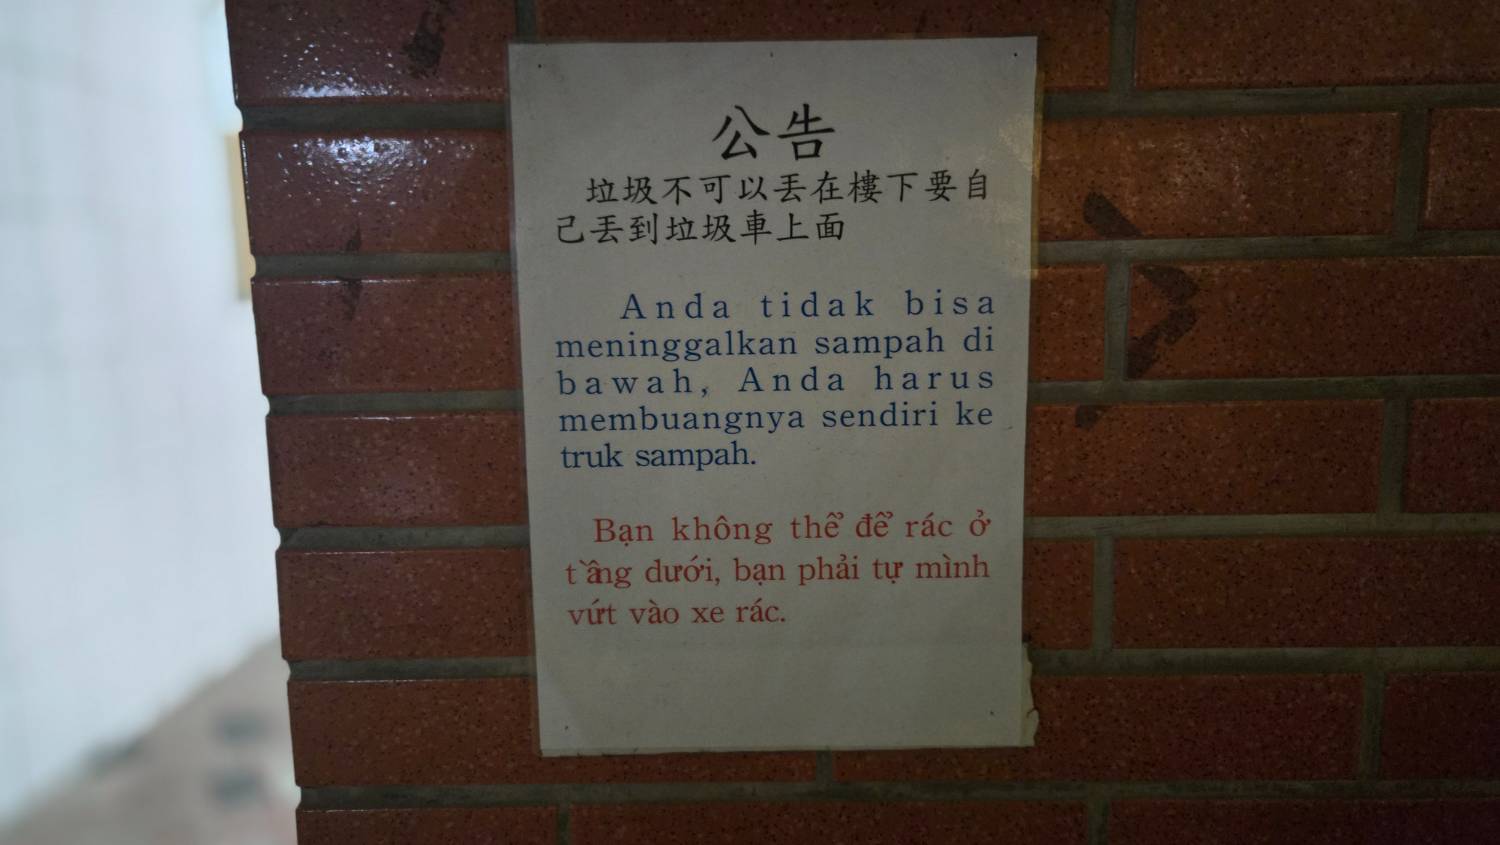 公告
垃圾不可以丟在樓下要自
己丟到垃圾車上面
Anda tidak bisa
meninggalkan sampah di
bawah, Anda harus
membuangnya sendiri ke
truk sampah.
Bạn không thể để rác ở
tầng dưới, bạn phải tự mình
vứt vào xe rác.